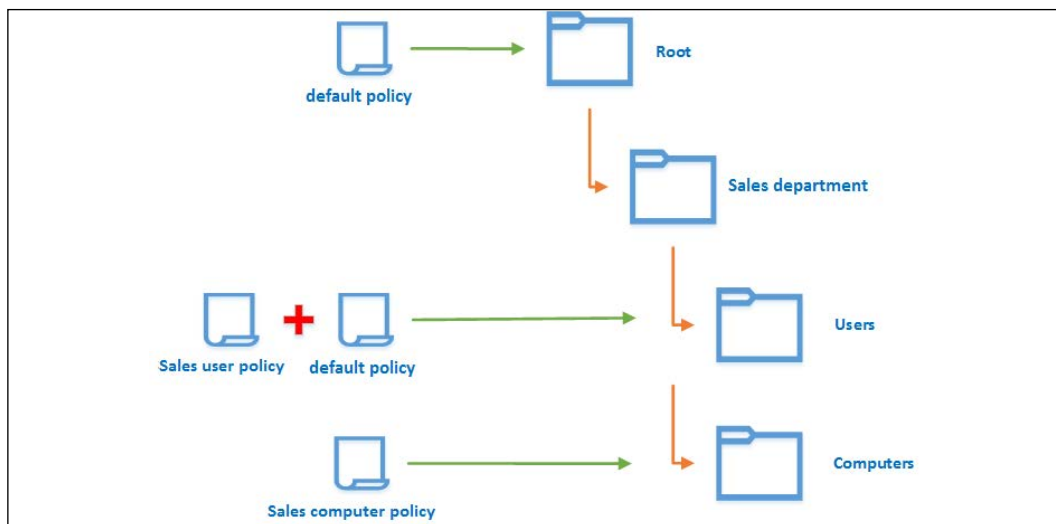 Root
default policy
Sales department
Users
Sales user policy
default policy
Computers
Sales computer policy